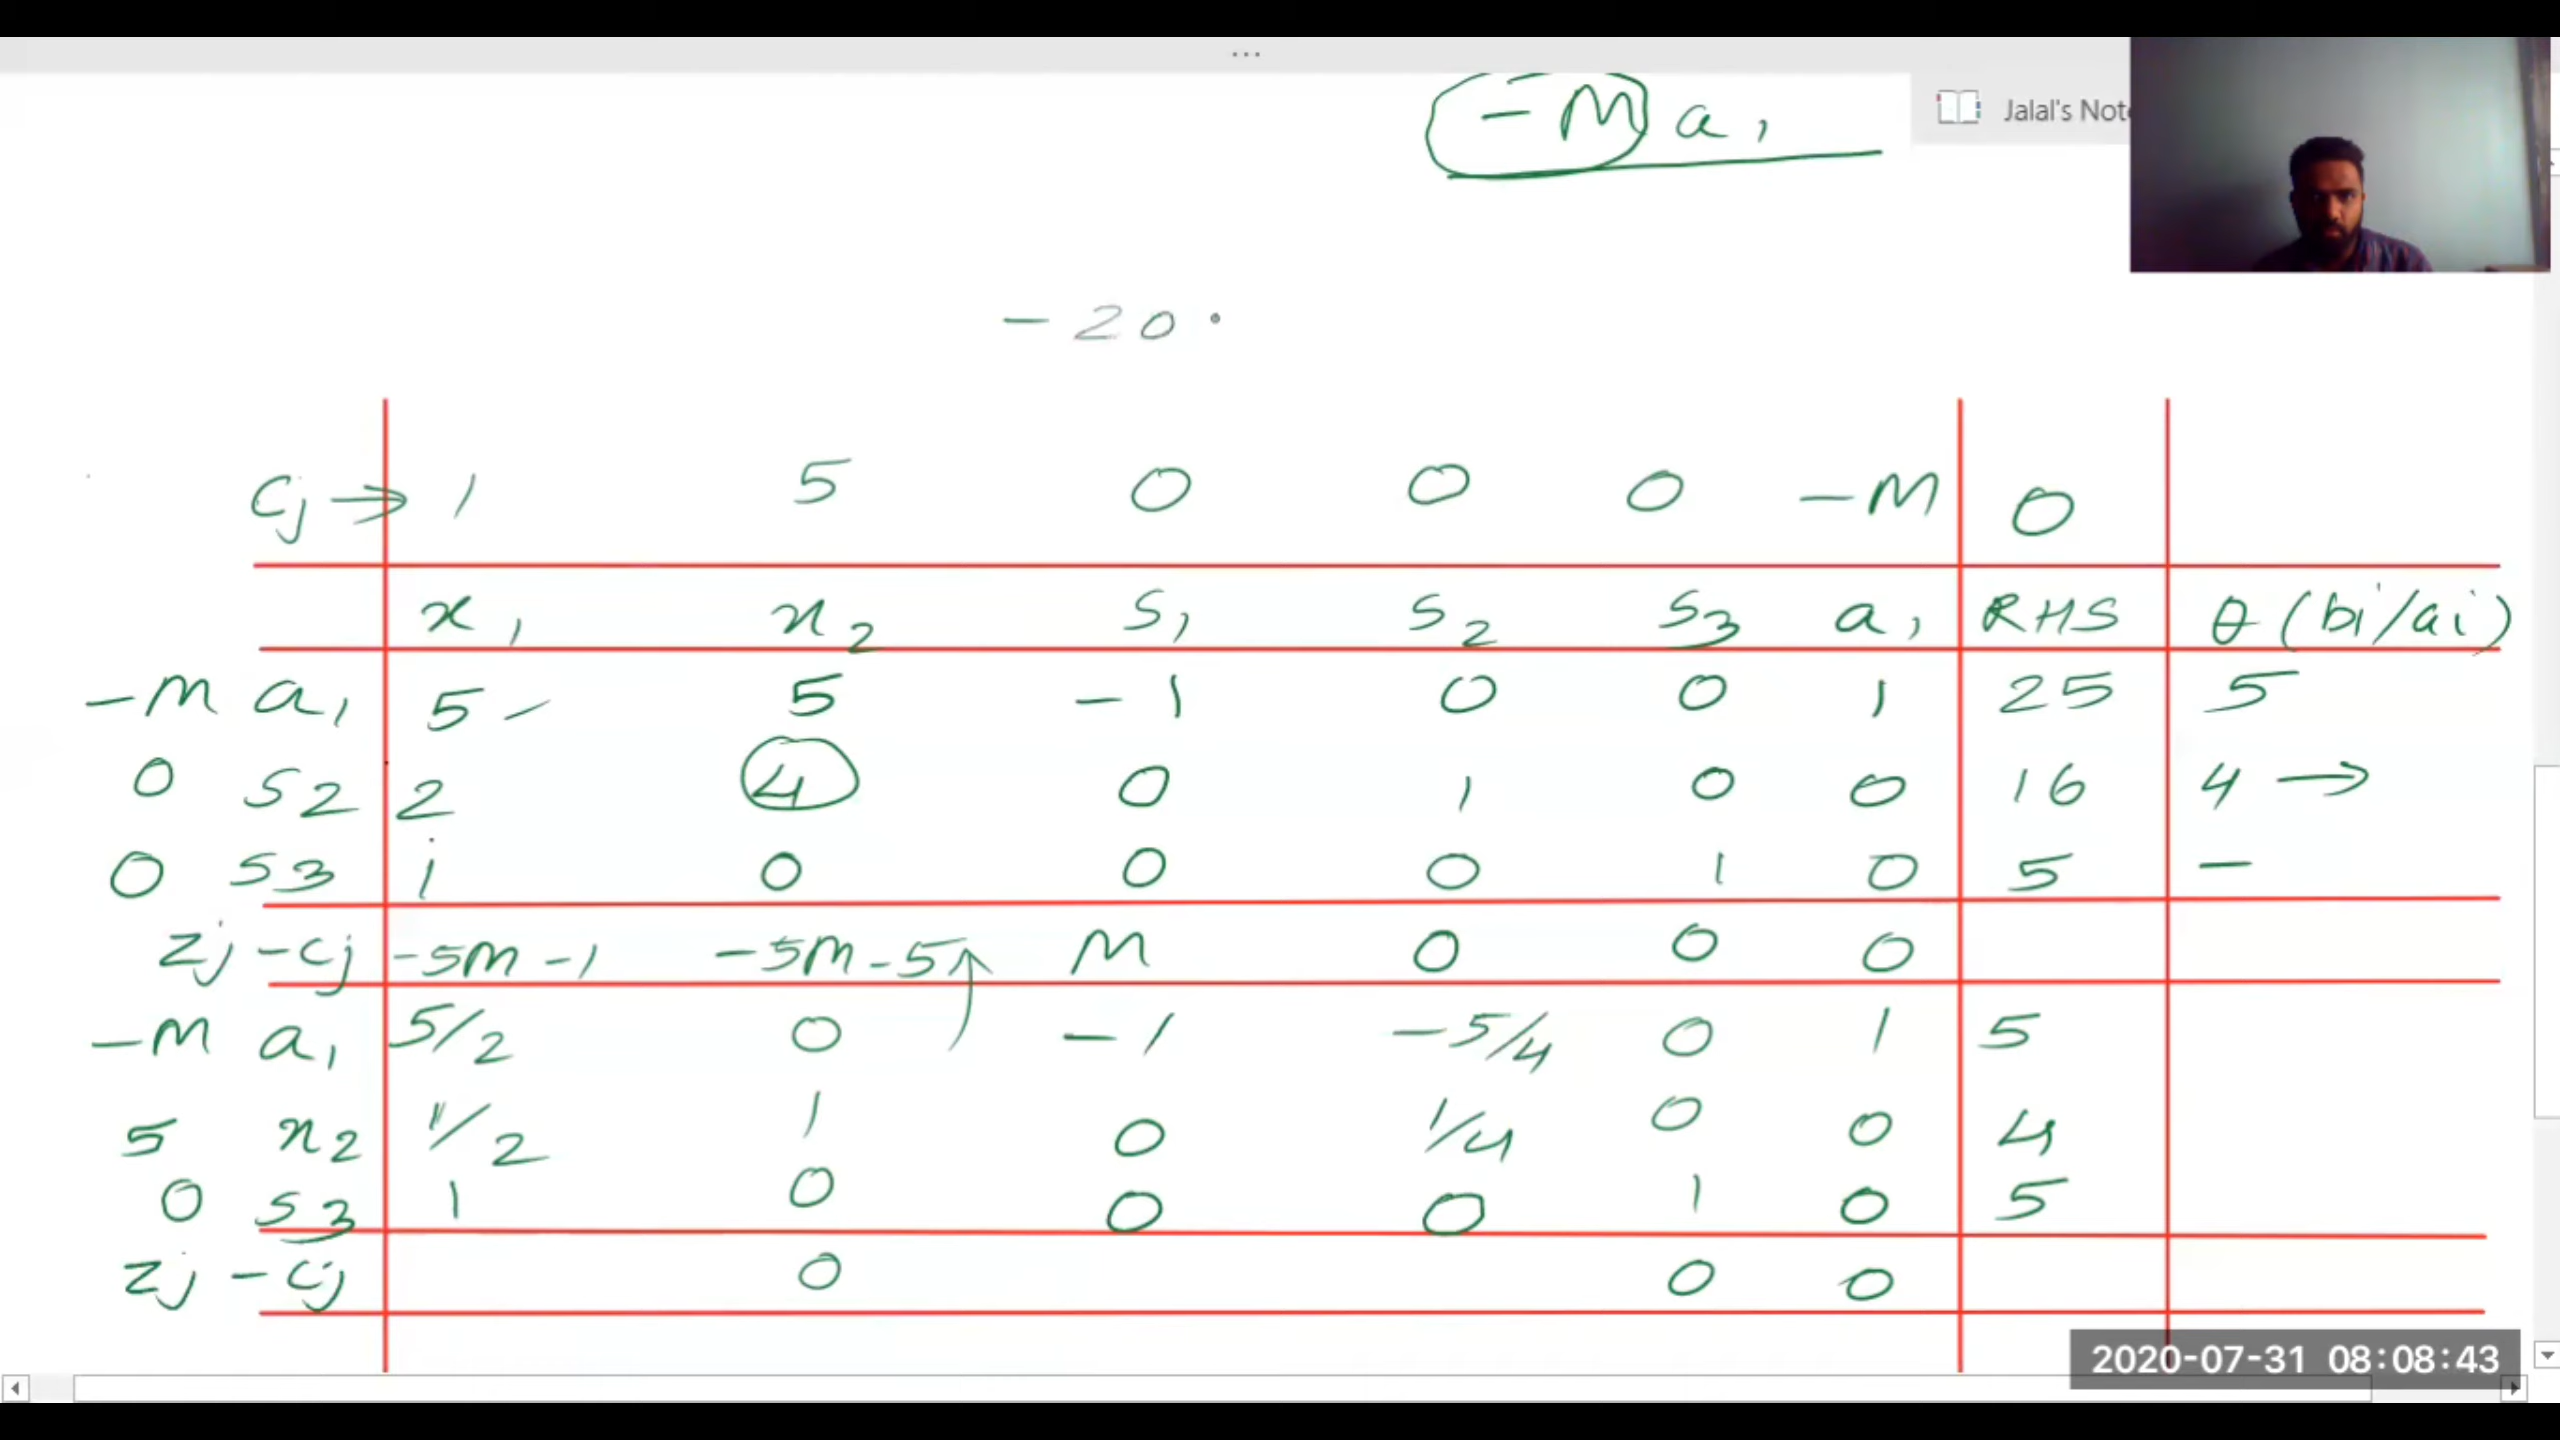 ...
-M a1
Jalal's Note
-20.
Cj → 1 5 0 0 0 -M 0
x1 x2 S1 S2 S3 a1 RHS θ(bi/ai)
-M a1 5 5 -1 0 0 1 25 5
0 S2 2 4 0 1 0 0 16 4 →
0 S3 1 0 0 0 1 0 5 -
Zj-Cj -5M-1 -5M-5 M 0 0 0
-M a1 5/2 0 -1 -5/4 0 1 5
5 x2 1/2 1 0 1/4 0 0 4
0 S3 1 0 0 0 1 0 5
Zj-Cj 0 0 0
2020-07-31 08:08:43